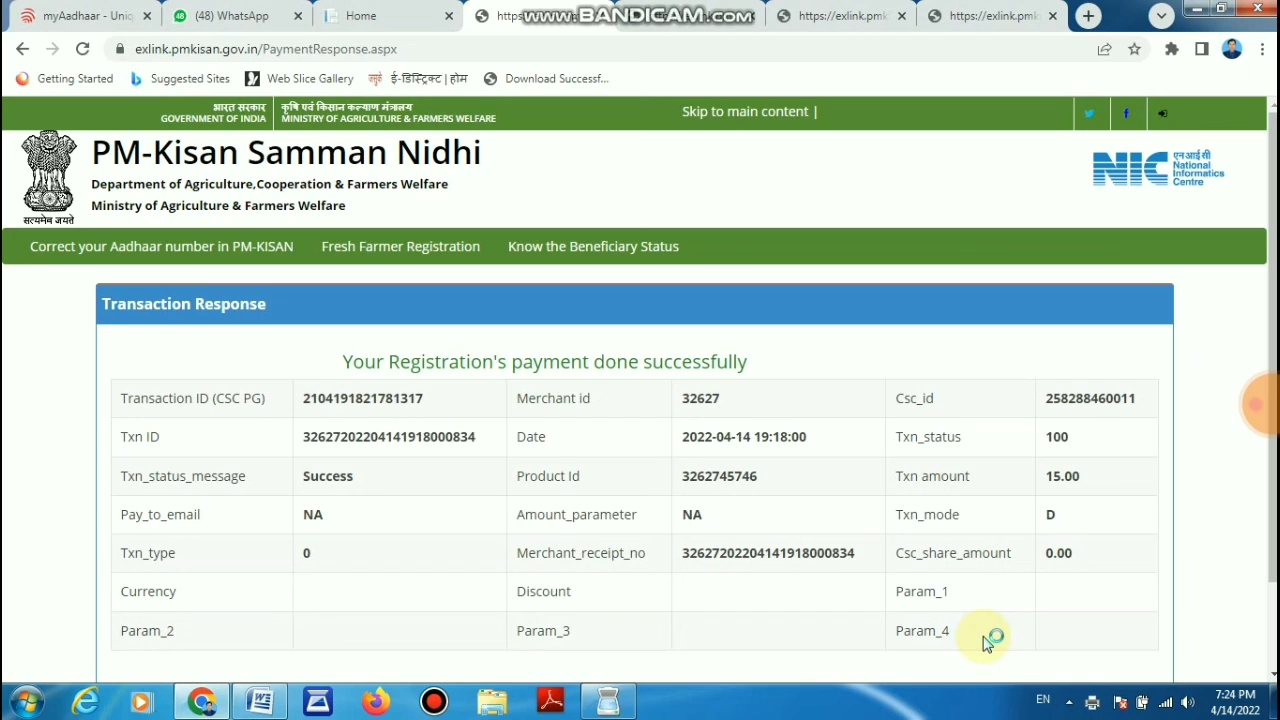 myAadhaar - Uniq
(48) WhatsApp
Home
https
WWW.BANDICAM.COM
https://exlink.pmk
https://exlink.pmk
exlink.pmkisan.gov.in/PaymentResponse.aspx
Getting Started
Suggested Sites
Web Slice Gallery
ई-डिस्ट्रिक्ट | होम
Download Successf...
भारत सरकार
GOVERNMENT OF INDIA
कृषि एवं किसान कल्याण मंत्रालय
MINISTRY OF AGRICULTURE & FARMERS WELFARE
Skip to main content |
PM-Kisan Samman Nidhi
Department of Agriculture,Cooperation & Farmers Welfare
Ministry of Agriculture & Farmers Welfare
सत्यमेव जयते
NIC
एन आई सी
National
Informatics
Centre
Correct your Aadhaar number in PM-KISAN Fresh Farmer Registration Know the Beneficiary Status
Transaction Response
Your Registration's payment done successfully
Transaction ID (CSC PG) 2104191821781317 Merchant id 32627 Csc_id 258288460011
Txn ID 32627202204141918000834 Date 2022-04-14 19:18:00 Txn_status 100
Txn_status_message Success Product Id 3262745746 Txn amount 15.00
Pay_to_email NA Amount_parameter NA Txn_mode D
Txn_type 0 Merchant_receipt_no 32627202204141918000834 Csc_share_amount 0.00
Currency Discount Param_1
Param_2 Param_3 Param_4
EN
7:24 PM
4/14/2022